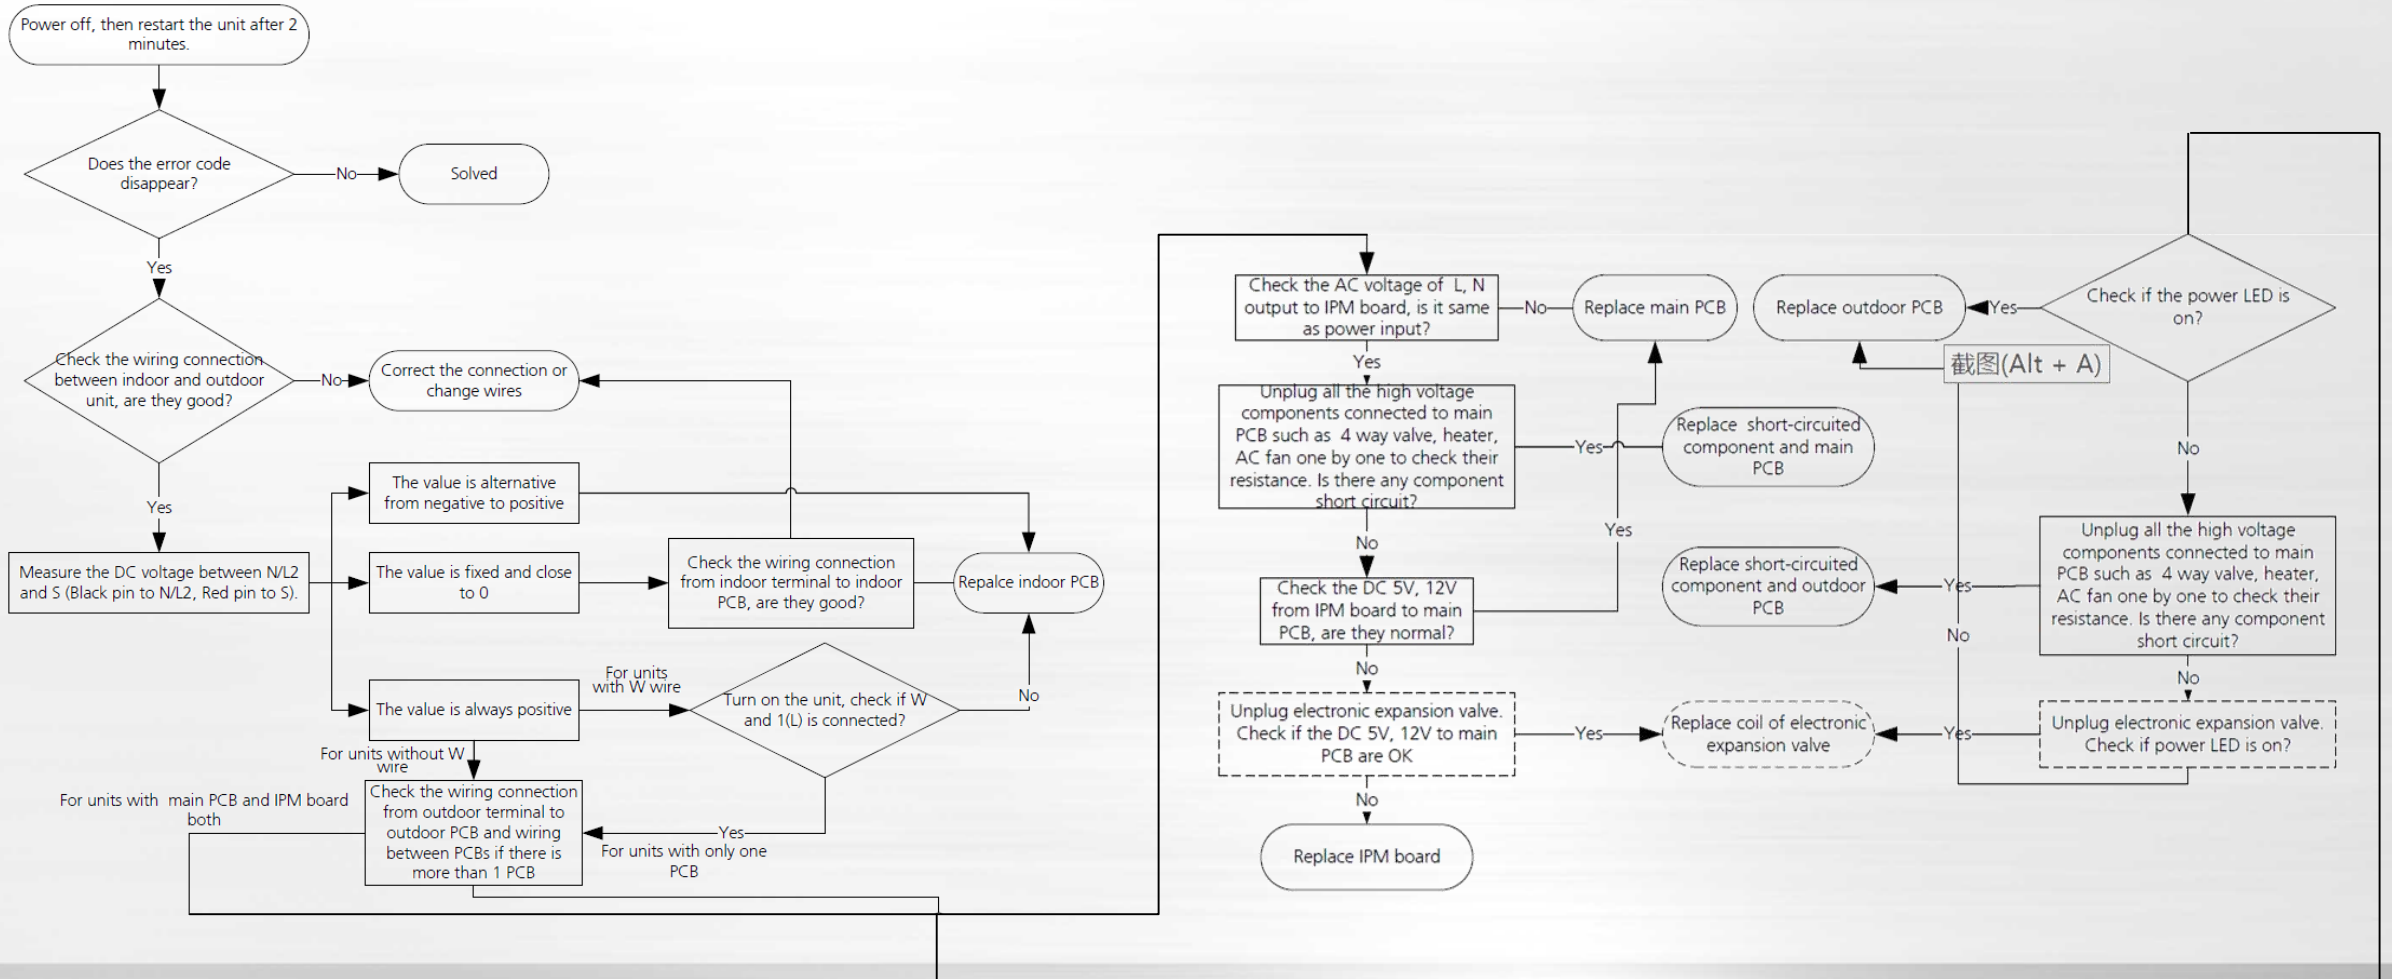 Power off, then restart the unit after 2
minutes.
Does the error code
disappear?
No
Solved
Yes
Check the wiring connection
between indoor and outdoor
unit, are they good?
No
Correct the connection or
change wires
Yes
Measure the DC voltage between N/L2
and S (Black pin to N/L2, Red pin to S).
The value is alternative
from negative to positive
The value is fixed and close
to 0
Check the wiring connection
from indoor terminal to indoor
PCB, are they good?
Repalce indoor PCB
The value is always positive
For units
with W wire
Turn on the unit, check if W
and 1(L) is connected?
No
For units without W
wire
Yes
For units with only one
PCB
Check the wiring connection
from outdoor terminal to
outdoor PCB and wiring
between PCBs if there is
more than 1 PCB
For units with main PCB and IPM board
both
Check the AC voltage of L, N
output to IPM board, is it same
as power input?
No
Replace main PCB
Yes
Unplug all the high voltage
components connected to main
PCB such as 4 way valve, heater,
AC fan one by one to check their
resistance. Is there any component
short circuit?
Yes
Replace short-circuited
component and main
PCB
No
Check the DC 5V, 12V
from IPM board to main
PCB, are they normal?
Yes
No
Unplug electronic expansion valve.
Check if the DC 5V, 12V to main
PCB are OK
Yes
Replace coil of electronic
expansion valve
No
Replace IPM board
Check if the power LED is
on?
Yes
Replace outdoor PCB
截图(Alt + A)
No
Unplug all the high voltage
components connected to main
PCB such as 4 way valve, heater,
AC fan one by one to check their
resistance. Is there any component
short circuit?
Yes
Replace short-circuited
component and outdoor
PCB
No
Unplug electronic expansion valve.
Check if power LED is on?
Yes
No